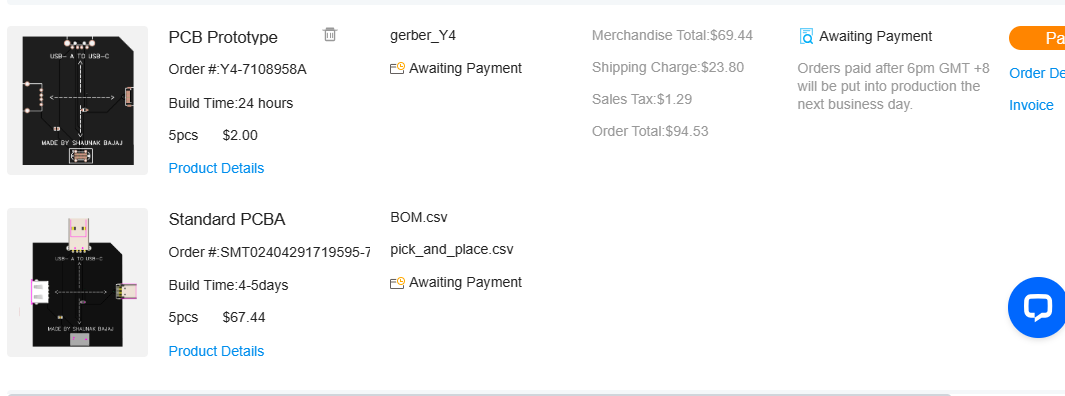 PCB Prototype
Order #:Y4-7108958A
Build Time:24 hours
5pcs $2.00
Product Details
gerber_Y4
Awaiting Payment
Merchandise Total:$69.44
Shipping Charge:$23.80
Sales Tax:$1.29
Order Total:$94.53
Awaiting Payment
Orders paid after 6pm GMT +8
will be put into production the
next business day.
Pa
Order De
Invoice
USB- A TO USB-C
MADE BY SHAUNAK BAJAJ
Standard PCBA
Order #:SMT02404291719595-7
Build Time:4-5days
5pcs $67.44
Product Details
BOM.csv
pick_and_place.csv
Awaiting Payment
USB- A TO USB-C
MADE BY SHAUNAK BAJAJ